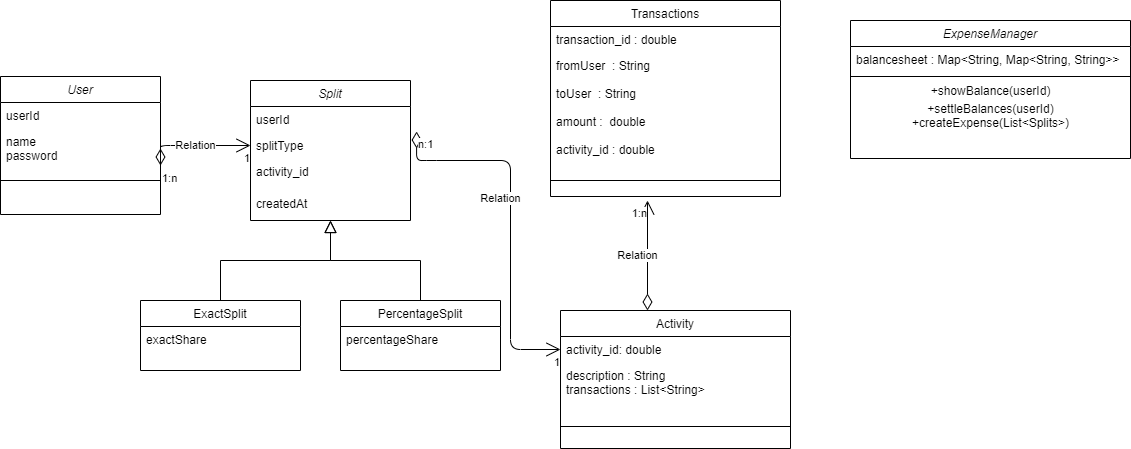 Transactions
transaction_id : double
fromUser : String
toUser : String
amount : double
activity_id : double
ExpenseManager
balancesheet : Map<String, Map<String, String>>
+showBalance(userId)
+settleBalances(userId)
+createExpense(List<Splits>)
User
userId
name
password
Relation
1
1:n
Split
userId
splitType
activity_id
createdAt
n:1
Relation
1
1:n
Relation
ExactSplit
exactShare
PercentageSplit
percentageShare
Activity
activity_id: double
description : String
transactions : List<String>